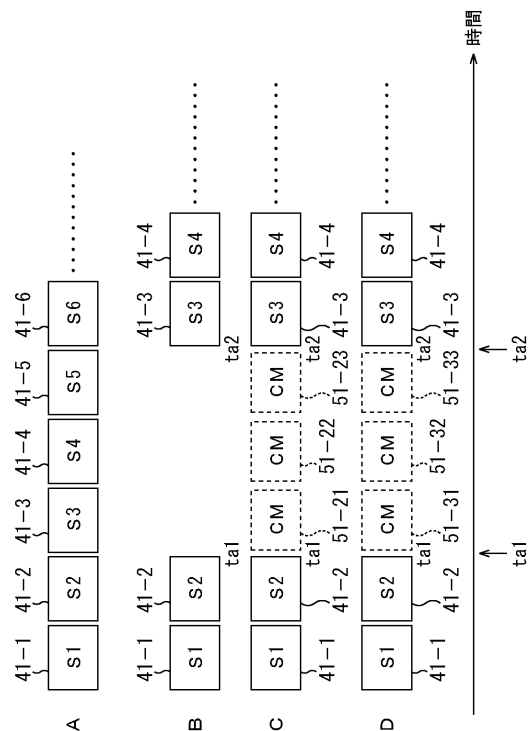 A
41-1 41-2 41-3 41-4 41-5 41-6
S1 S2 S3 S4 S5 S6 ・・・・・・・・
B
41-1 41-2 41-3 41-4
S1 S2 S3 S4 ・・・・・・・・
ta1 ta2
C
S1 S2 CM CM CM S3 S4 ・・・・・・・・
ta1 ta2
41-1 41-2 51-21 51-22 51-23 41-3 41-4
D
S1 S2 CM CM CM S3 S4 ・・・・・・・・
ta1 ta2
41-1 41-2 51-31 51-32 51-33 41-3 41-4
時間
ta1 ta2